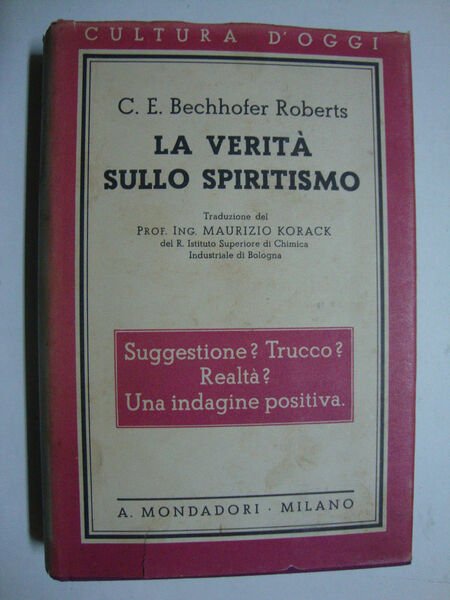 CULTURA D'OGGI
C. E. Bechhofer Roberts
LA VERITÀ
SULLO SPIRITISMO
Traduzione del
PROF. ING. MAURIZIO KORACK
del R. Istituto Superiore di Chimica
Industriale di Bologna
Suggestione? Trucco?
Realtà?
Una indagine positiva.
A. MONDADORI · MILANO